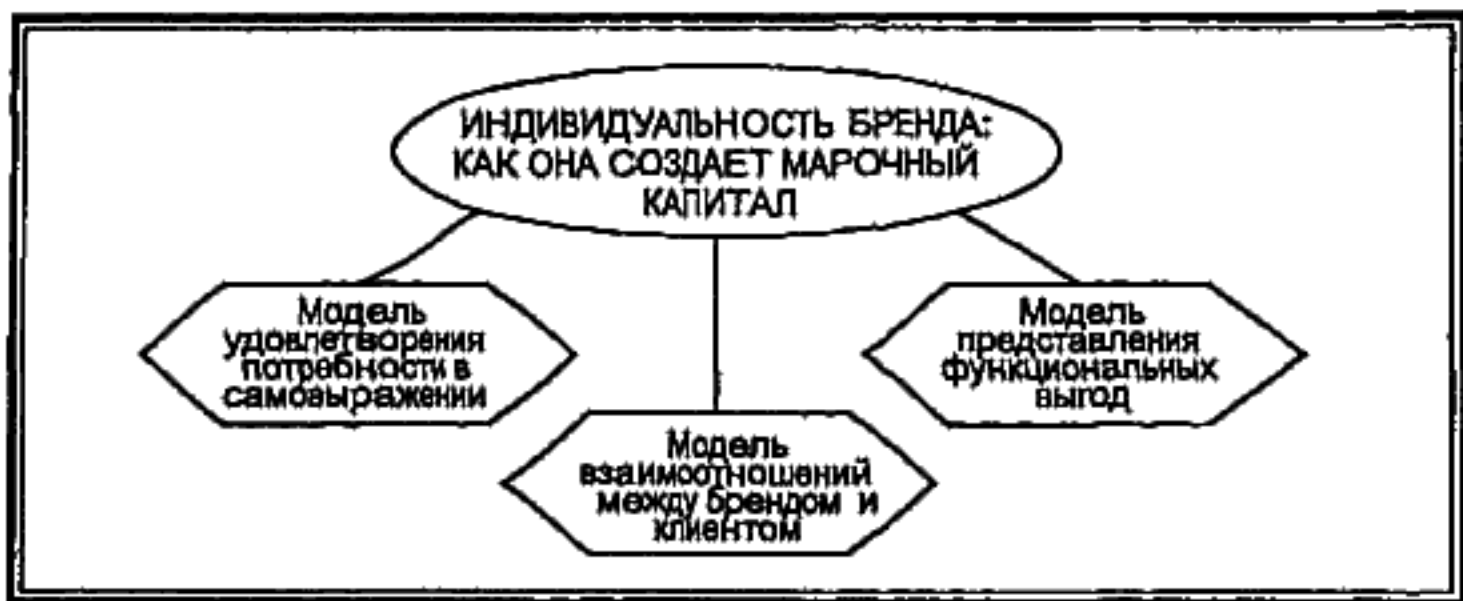 ИНДИВИДУАЛЬНОСТЬ БРЕНДА:
КАК ОНА СОЗДАЕТ МАРОЧНЫЙ
КАПИТАЛ
Модель
удовлетворения
потребности в
самовыражении
Модель
взаимоотношений
между брендом и
клиентом
Модель
представления
функциональных
выгод